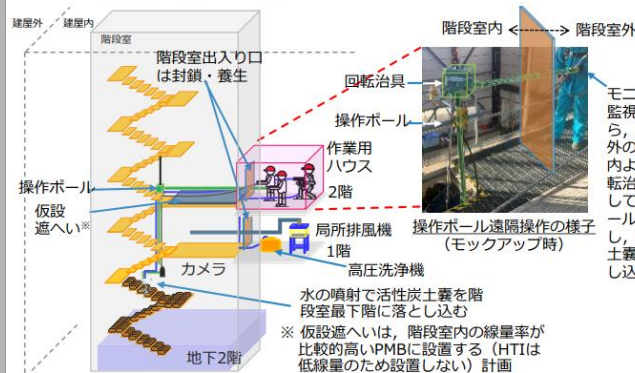 建屋外
建屋内
階段室
階段室出入り口
は封鎖・養生
操作ポール
仮設
遮へい※
カメラ
作業用
ハウス
2階
局所排風機
1階
高圧洗浄機
水の噴射で活性炭土嚢を階
段室最下階に落とし込む
地下2階
※ 仮設遮へいは，階段室内の線量率が
比較的高いPMBに設置する（HTIは
低線量のため設置しない）計画
階段室内
階段室外
回転治具
操作ポール
操作ポール遠隔操作の様子
（モックアップ時）
モニ
監視
ら，
外の
内よ
転治
して
ール
し，
土嚢
し込